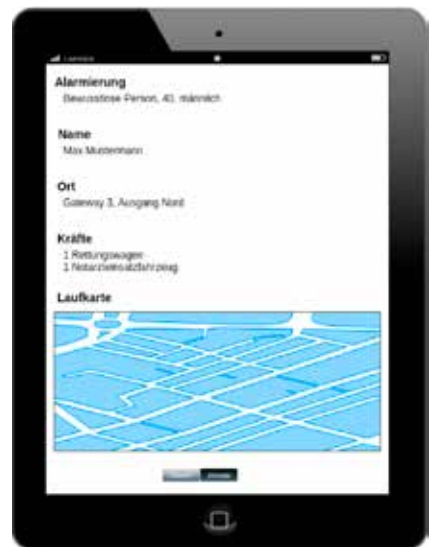 Alarmierung
Bewusstlose Person, 40, männlich
Name
Max Mustermann
Ort
Gateway 3, Ausgang Nord
Kräfte
1 Rettungswagen
1 Notarzteinsatzfahrzeug
Laufkarte